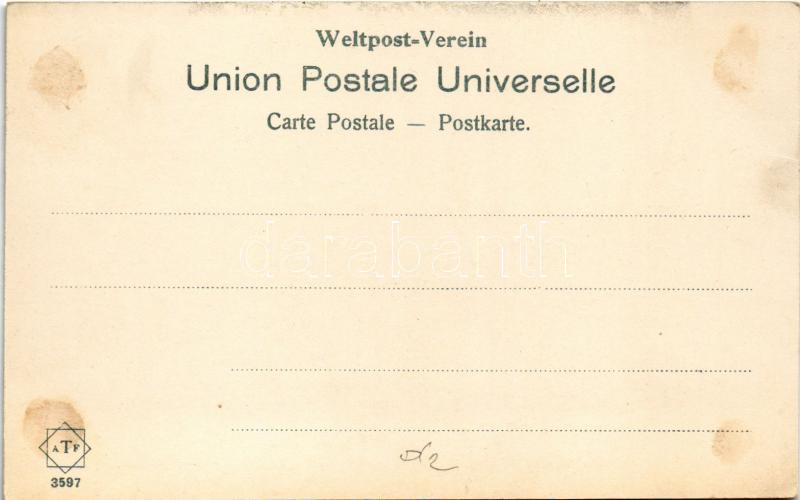 Weltpost-Verein
Union Postale Universelle
Carte Postale — Postkarte.
darabanth
ATF
3597